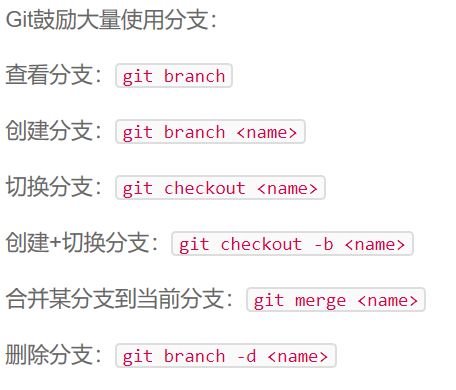 Git鼓励大量使用分支：
查看分支：git branch
创建分支：git branch <name>
切换分支：git checkout <name>
创建+切换分支：git checkout -b <name>
合并某分支到当前分支：git merge <name>
删除分支：git branch -d <name>